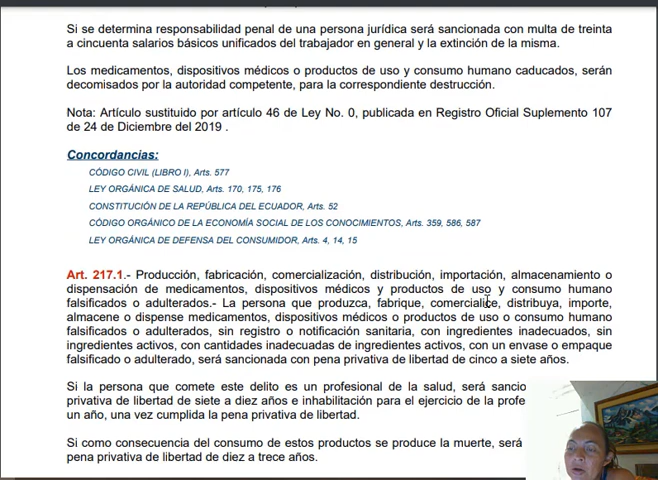 Si se determina responsabilidad penal de una persona jurídica será sancionada con multa de treinta
a cincuenta salarios básicos unificados del trabajador en general y la extinción de la misma.
Los medicamentos, dispositivos médicos o productos de uso y consumo humano caducados, serán
decomisados por la autoridad competente, para la correspondiente destrucción.
Nota: Artículo sustituido por artículo 46 de Ley No. 0, publicada en Registro Oficial Suplemento 107
de 24 de Diciembre del 2019 .
Concordancias:
CÓDIGO CIVIL (LIBRO I), Arts. 577
LEY ORGÁNICA DE SALUD, Arts. 170, 175, 176
CONSTITUCIÓN DE LA REPÚBLICA DEL ECUADOR, Arts. 52
CÓDIGO ORGÁNICO DE LA ECONOMÍA SOCIAL DE LOS CONOCIMIENTOS, Arts. 359, 586, 587
LEY ORGÁNICA DE DEFENSA DEL CONSUMIDOR, Arts. 4, 14, 15
Art. 217.1.- Producción, fabricación, comercialización, distribución, importación, almacenamiento o
dispensación de medicamentos, dispositivos médicos y productos de uso y consumo humano
falsificados o adulterados.- La persona que produzca, fabrique, comercialice, distribuya, importe,
almacene o dispense medicamentos, dispositivos médicos o productos de uso o consumo humano
falsificados o adulterados, sin registro o notificación sanitaria, con ingredientes inadecuados, sin
ingredientes activos, con cantidades inadecuadas de ingredientes activos, con un envase o empaque
falsificado o adulterado, será sancionada con pena privativa de libertad de cinco a siete años.
Si la persona que comete este delito es un profesional de la salud, será sancio
privativa de libertad de siete a diez años e inhabilitación para el ejercicio de la profe
un año, una vez cumplida la pena privativa de libertad.
Si como consecuencia del consumo de estos productos se produce la muerte, será
pena privativa de libertad de diez a trece años.